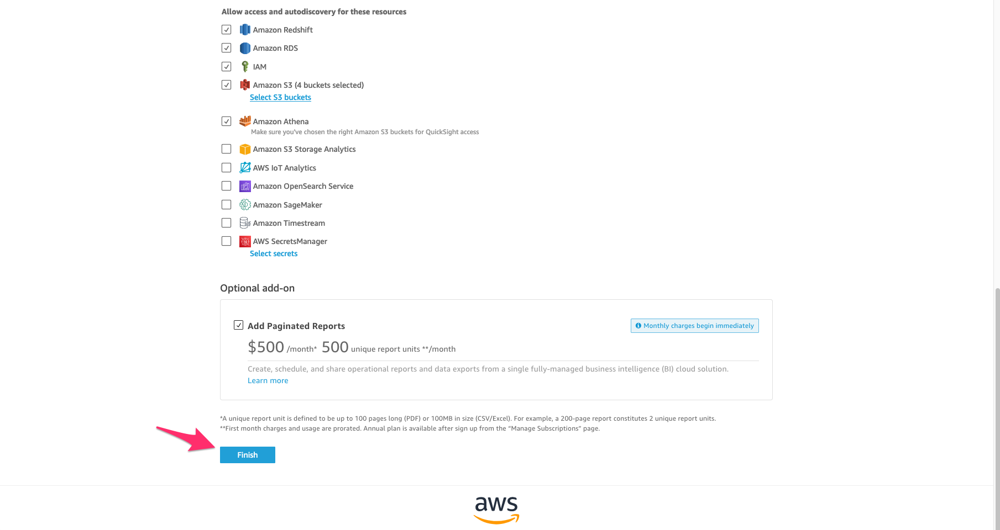 Allow access and autodiscovery for these resources
Amazon Redshift
Amazon RDS
IAM
Amazon S3 (4 buckets selected)
Select S3 buckets
Amazon Athena
Make sure you've chosen the right Amazon S3 buckets for QuickSight access
Amazon S3 Storage Analytics
AWS IoT Analytics
Amazon OpenSearch Service
Amazon SageMaker
Amazon Timestream
AWS SecretsManager
Select secrets
Optional add-on
Add Paginated Reports
Monthly charges begin immediately
$500 /month* 500 unique report units **/month
Create, schedule, and share operational reports and data exports from a single fully-managed business intelligence (BI) cloud solution.
Learn more
*A unique report unit is defined to be up to 100 pages long (PDF) or 100MB in size (CSV/Excel). For example, a 200-page report constitutes 2 unique report units.
**First month charges and usage are prorated. Annual plan is available after sign up from the “Manage Subscriptions” page.
Finish
aws